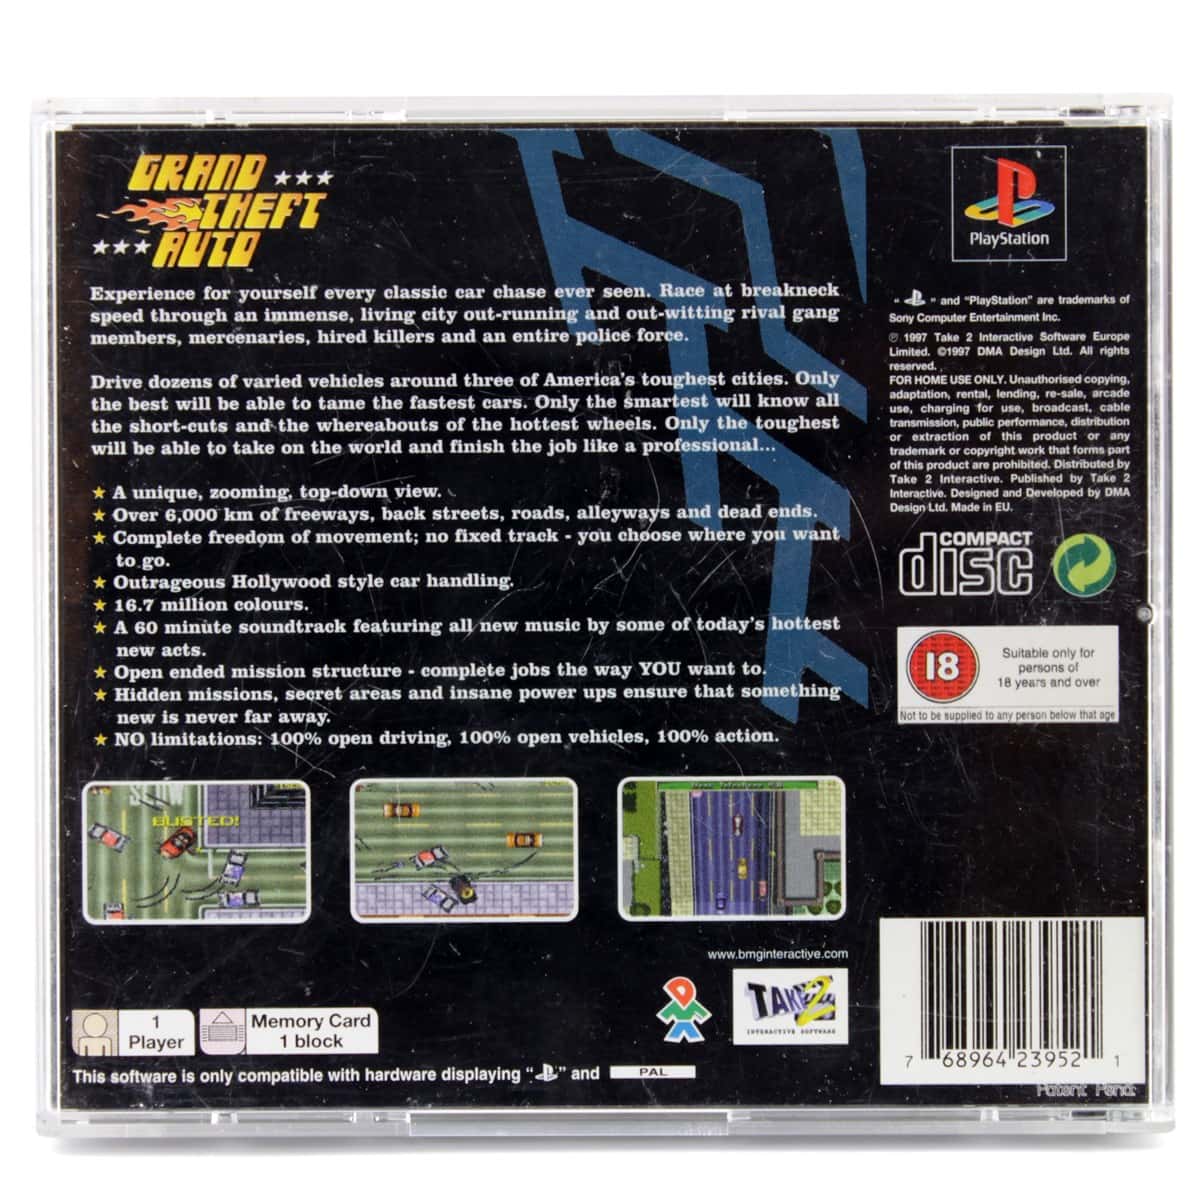 GRAND
THEFT
AUTO
PlayStation
Experience for yourself every classic car chase ever seen. Race at breakneck
speed through an immense, living city out-running and out-witting rival gang
members, mercenaries, hired killers and an entire police force.
Drive dozens of varied vehicles around three of America's toughest cities. Only
the best will be able to tame the fastest cars. Only the smartest will know all
the short-cuts and the whereabouts of the hottest wheels. Only the toughest
will be able to take on the world and finish the job like a professional...
A unique, zooming, top-down view.
Over 6,000 km of freeways, back streets, roads, alleyways and dead ends.
Complete freedom of movement; no fixed track - you choose where you want
to go.
Outrageous Hollywood style car handling.
16.7 million colours.
A 60 minute soundtrack featuring all new music by some of today's hottest
new acts.
Open ended mission structure - complete jobs the way YOU want to.
Hidden missions, secret areas and insane power ups ensure that something
new is never far away.
NO limitations: 100% open driving, 100% open vehicles, 100% action.
" " and "PlayStation" are trademarks of
Sony Computer Entertainment Inc.
℗ 1997 Take 2 Interactive Software Europe
Limited. ©1997 DMA Design Ltd. All rights
reserved.
FOR HOME USE ONLY. Unauthorised copying,
adaptation, rental, lending, re-sale, arcade
use, charging for use, broadcast, cable
transmission, public performance, distribution
or extraction of this product or any
trademark or copyright work that forms part
of this product are prohibited. Distributed by
Take 2 Interactive. Published by Take 2
Interactive. Designed and Developed by DMA
Design Ltd. Made in EU.
COMPACT
disc
18
Suitable only for
persons of
18 years and over
Not to be supplied to any person below that age
SLOW
BUSTED!
www.bmginteractive.com
DMA
TAKE 2
INTERACTIVE SOFTWARE
1
Player
Memory Card
1 block
This software is only compatible with hardware displaying " " and PAL
7 68964 23952 1
Patent Pend